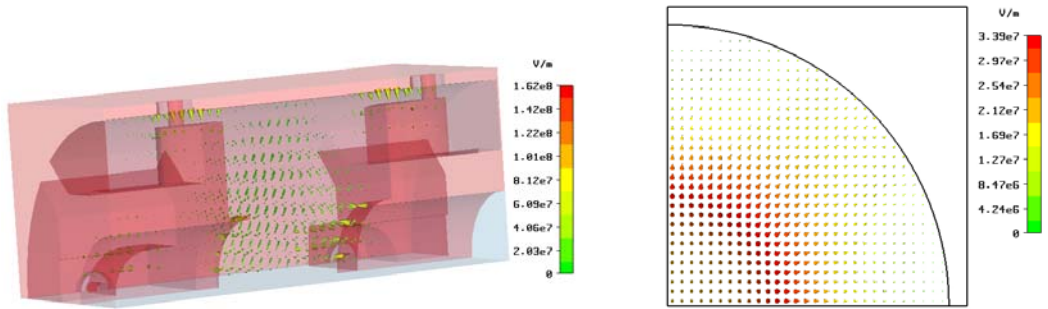 V/m
1.62e8
1.42e8
1.22e8
1.01e8
8.12e7
6.09e7
4.06e7
2.03e7
0
V/m
3.39e7
2.97e7
2.54e7
2.12e7
1.69e7
1.27e7
8.47e6
4.24e6
0